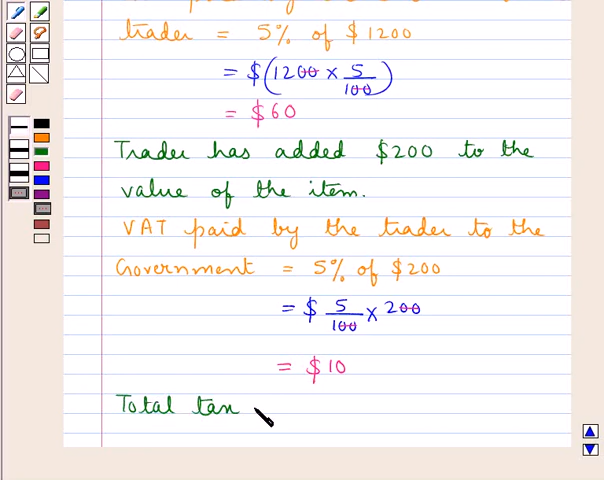 trader = 5% of $1200
= $(1200 × 5/100)
= $60
Trader has added $200 to the
value of the item.
VAT paid by the trader to the
Government = 5% of $200
= $ 5/100 × 200
= $10
Total tax